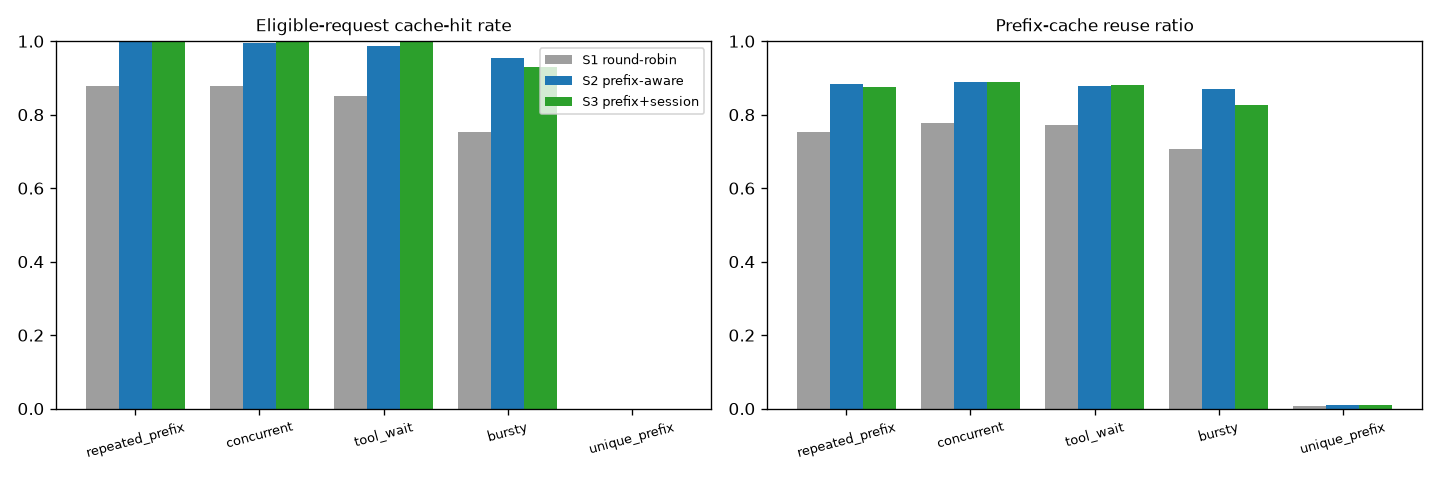 Eligible-request cache-hit rate
1.0
0.8
0.6
0.4
0.2
0.0
S1 round-robin
S2 prefix-aware
S3 prefix+session
repeated_prefix
concurrent
tool_wait
bursty
unique_prefix
Prefix-cache reuse ratio
1.0
0.8
0.6
0.4
0.2
0.0
repeated_prefix
concurrent
tool_wait
bursty
unique_prefix